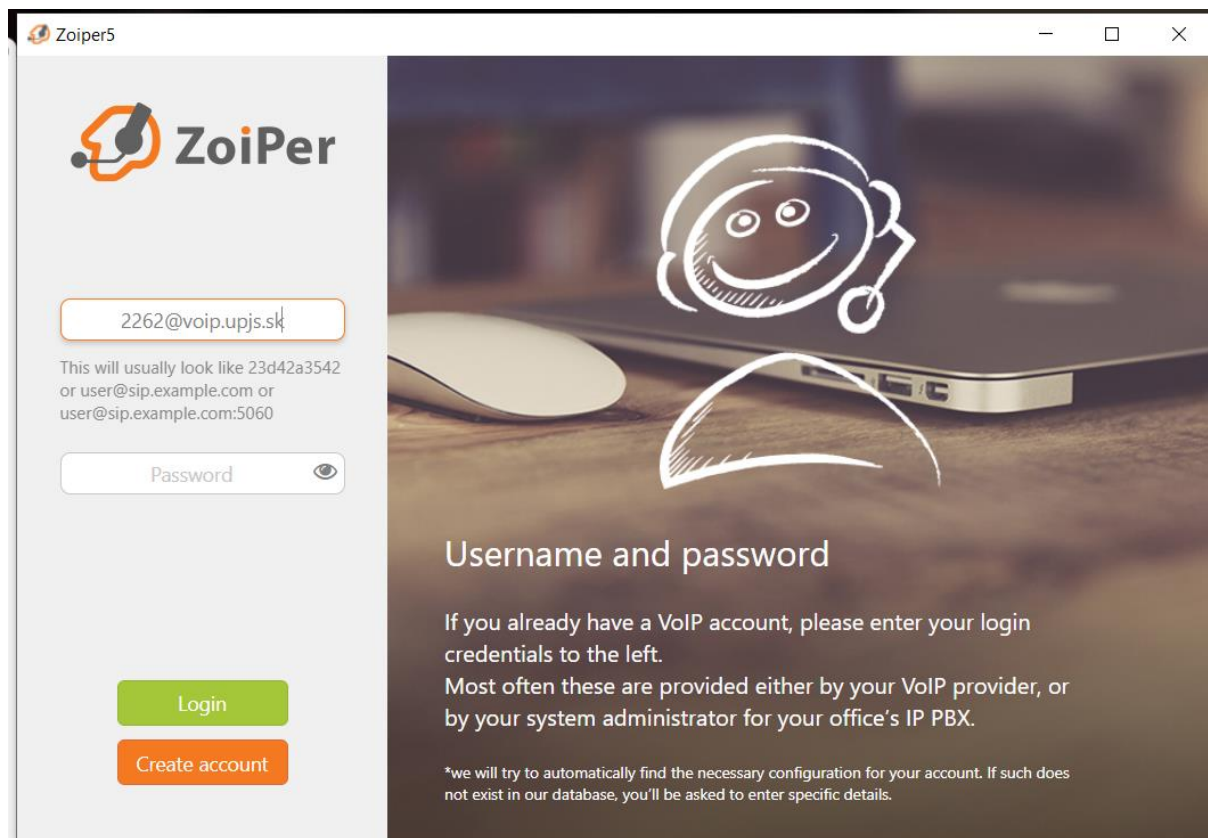 Zoiper5
ZoiPer
2262@voip.upjs.sk
This will usually look like 23d42a3542
or user@sip.example.com or
user@sip.example.com:5060
Password
Login
Create account
Username and password
If you already have a VoIP account, please enter your login
credentials to the left.
Most often these are provided either by your VoIP provider, or
by your system administrator for your office's IP PBX.
*we will try to automatically find the necessary configuration for your account. If such does
not exist in our database, you'll be asked to enter specific details.